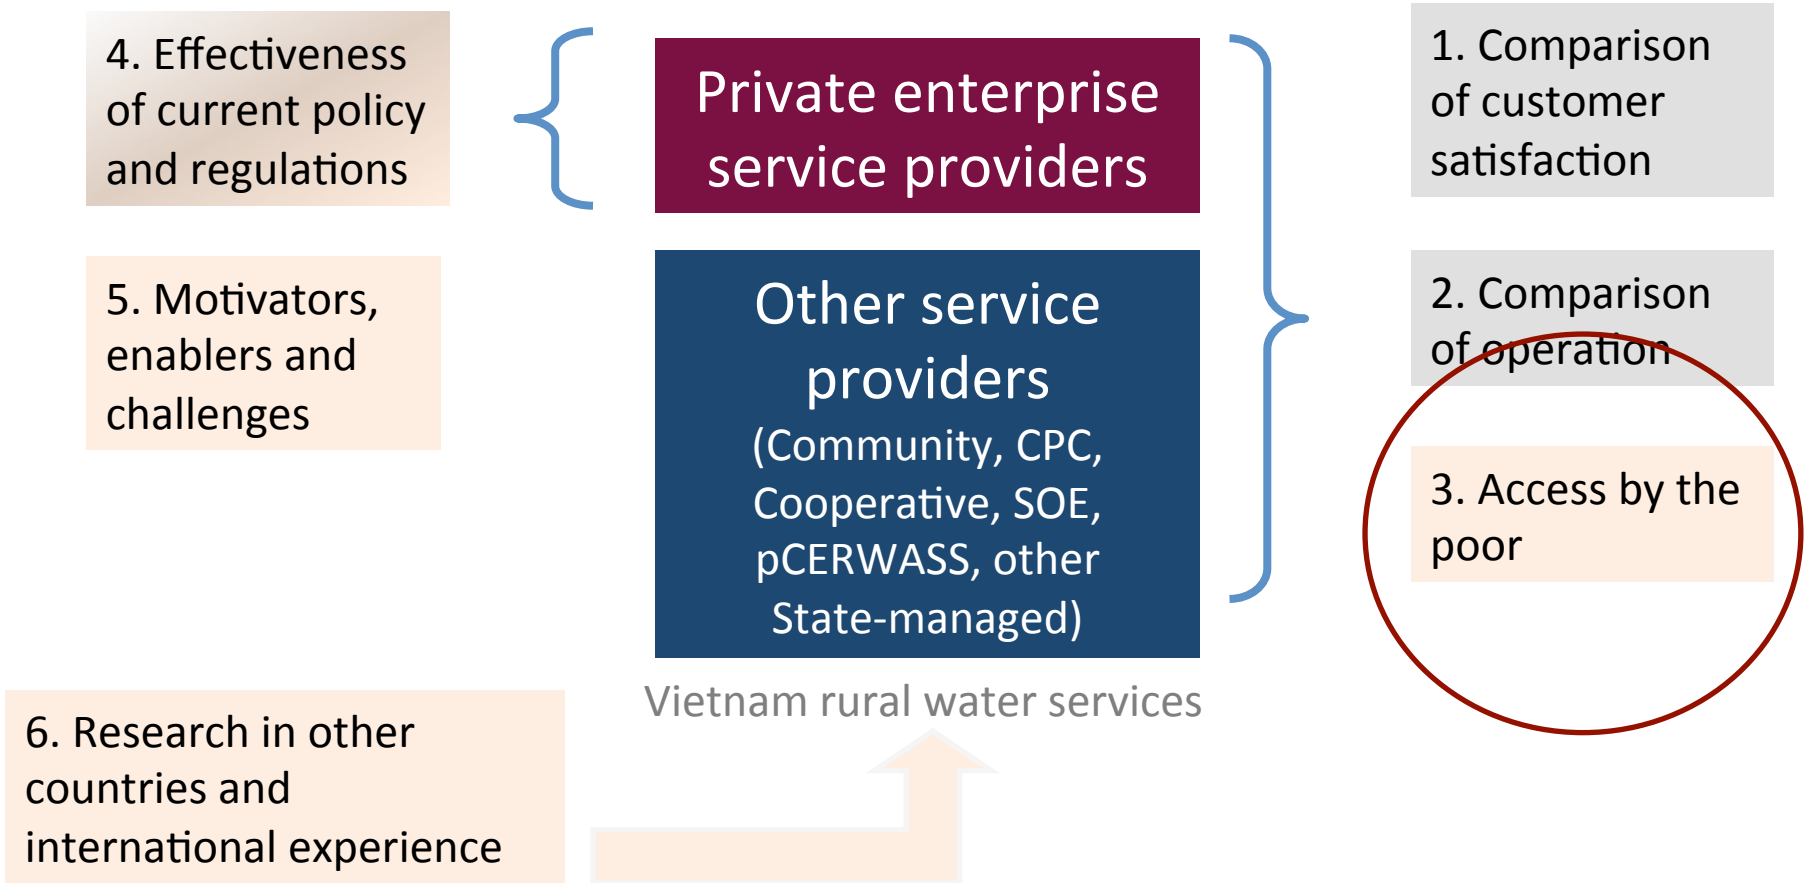 4. Effectiveness
of current policy
and regulations
5. Motivators,
enablers and
challenges
6. Research in other
countries and
international experience
Private enterprise
service providers
Other service
providers
(Community, CPC,
Cooperative, SOE,
pCERWASS, other
State-managed)
Vietnam rural water services
1. Comparison
of customer
satisfaction
2. Comparison
of operation
3. Access by the
poor